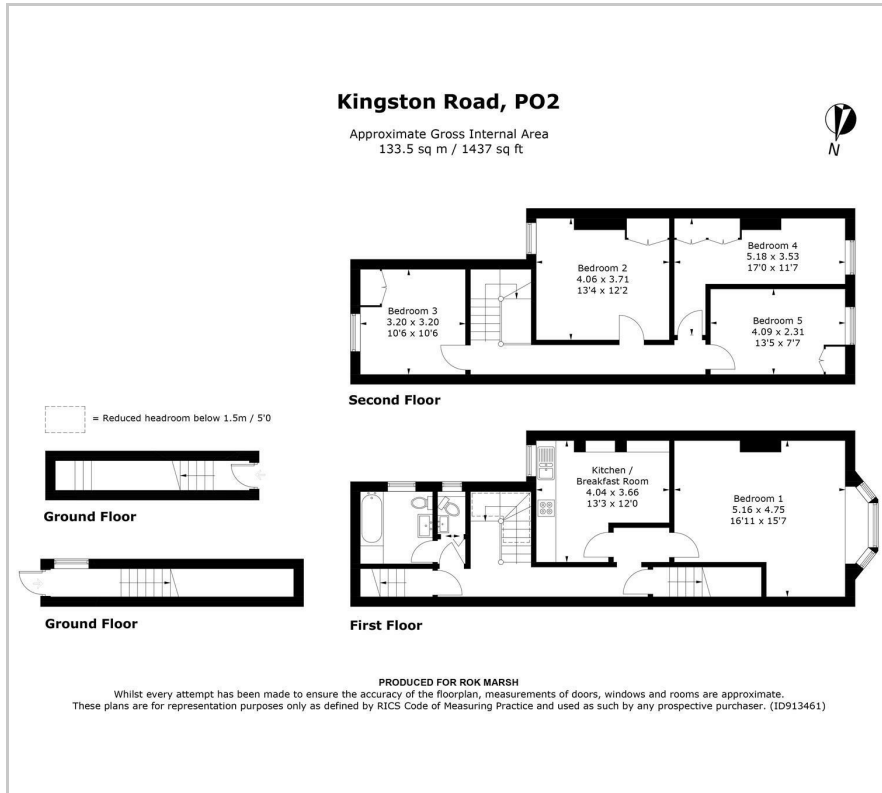 Kingston Road, PO2
Approximate Gross Internal Area
133.5 sq m / 1437 sq ft
N
Bedroom 2
4.06 x 3.71
13'4 x 12'2
Bedroom 4
5.18 x 3.53
17'0 x 11'7
Bedroom 3
3.20 x 3.20
10'6 x 10'6
Bedroom 5
4.09 x 2.31
13'5 x 7'7
Second Floor
= Reduced headroom below 1.5m / 5'0
Ground Floor
Kitchen /
Breakfast Room
4.04 x 3.66
13'3 x 12'0
Bedroom 1
5.16 x 4.75
16'11 x 15'7
Ground Floor
First Floor
PRODUCED FOR ROK MARSH
Whilst every attempt has been made to ensure the accuracy of the floorplan, measurements of doors, windows and rooms are approximate.
These plans are for representation purposes only as defined by RICS Code of Measuring Practice and used as such by any prospective purchaser. (ID913461)